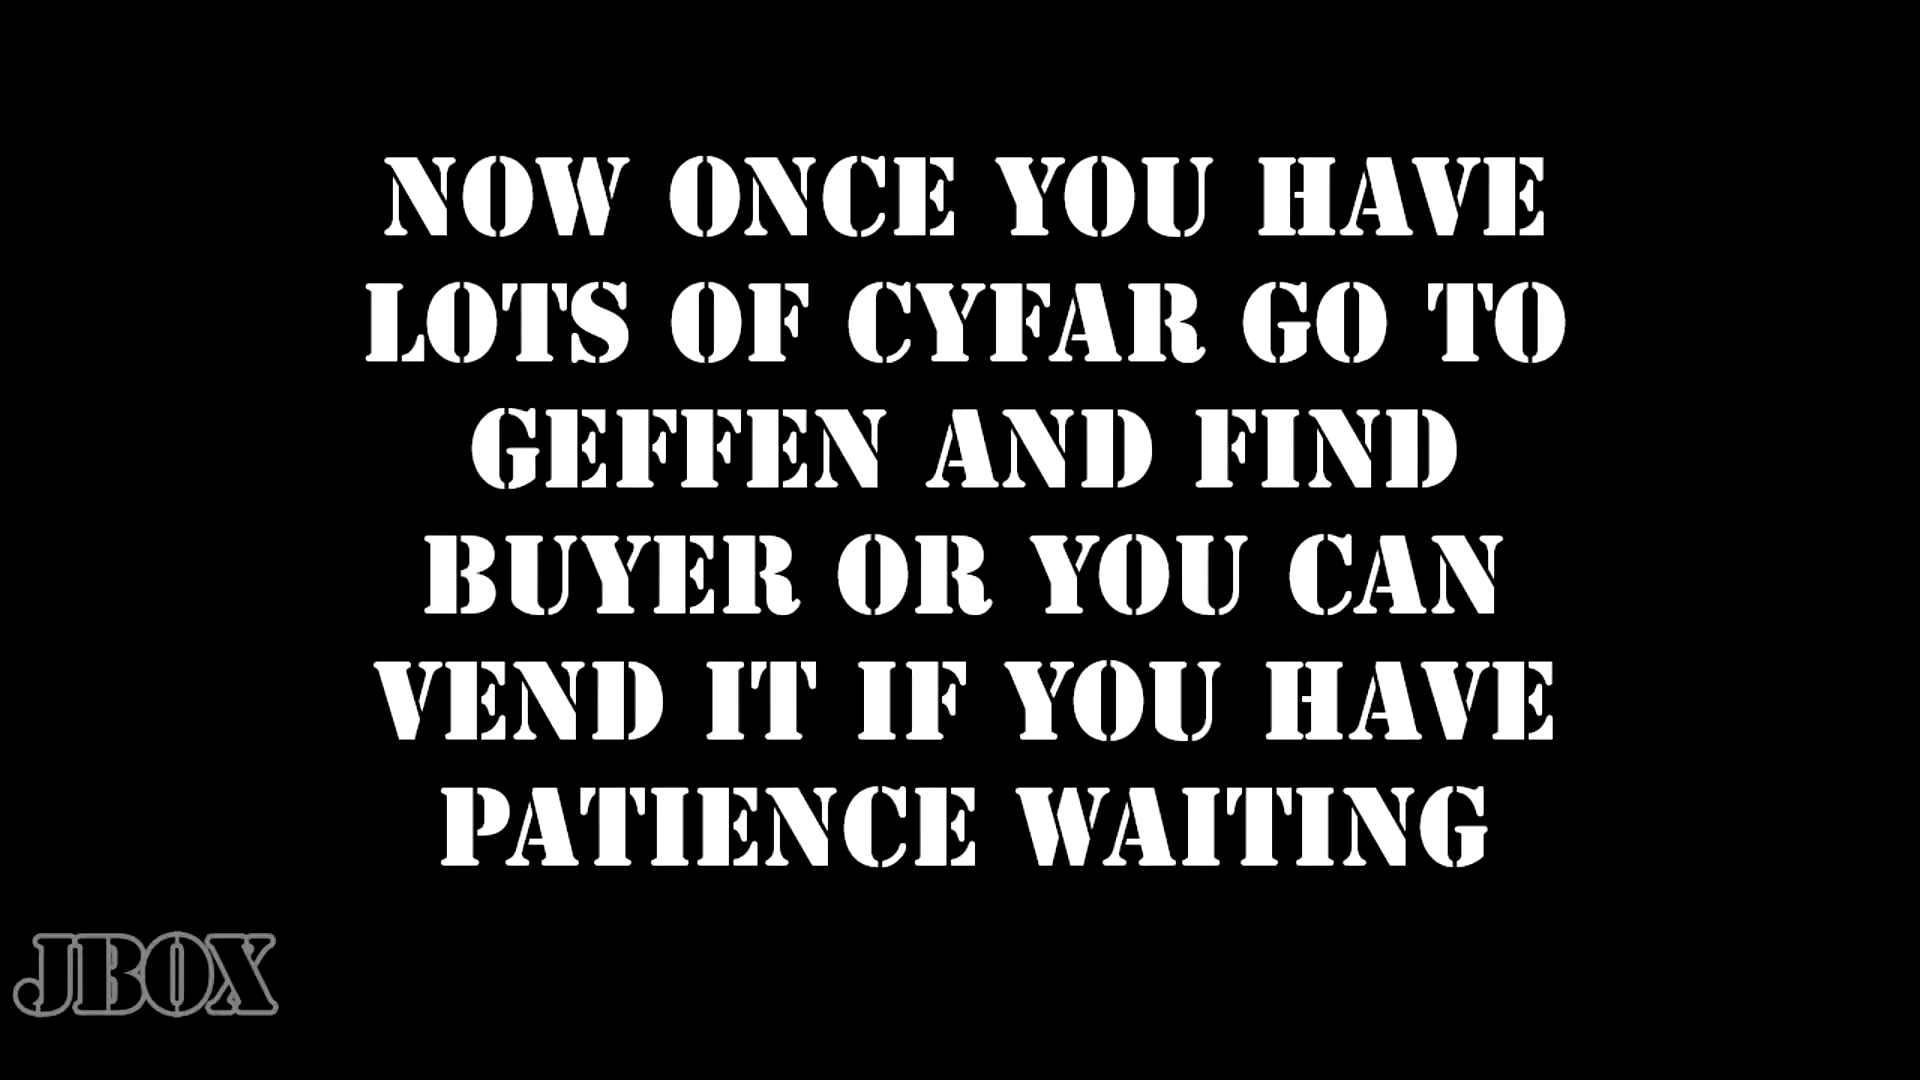 NOW ONCE YOU HAVE
LOTS OF CYFAR GO TO
GEFFEN AND FIND
BUYER OR YOU CAN
VEND IT IF YOU HAVE
PATIENCE WAITING
JBOX